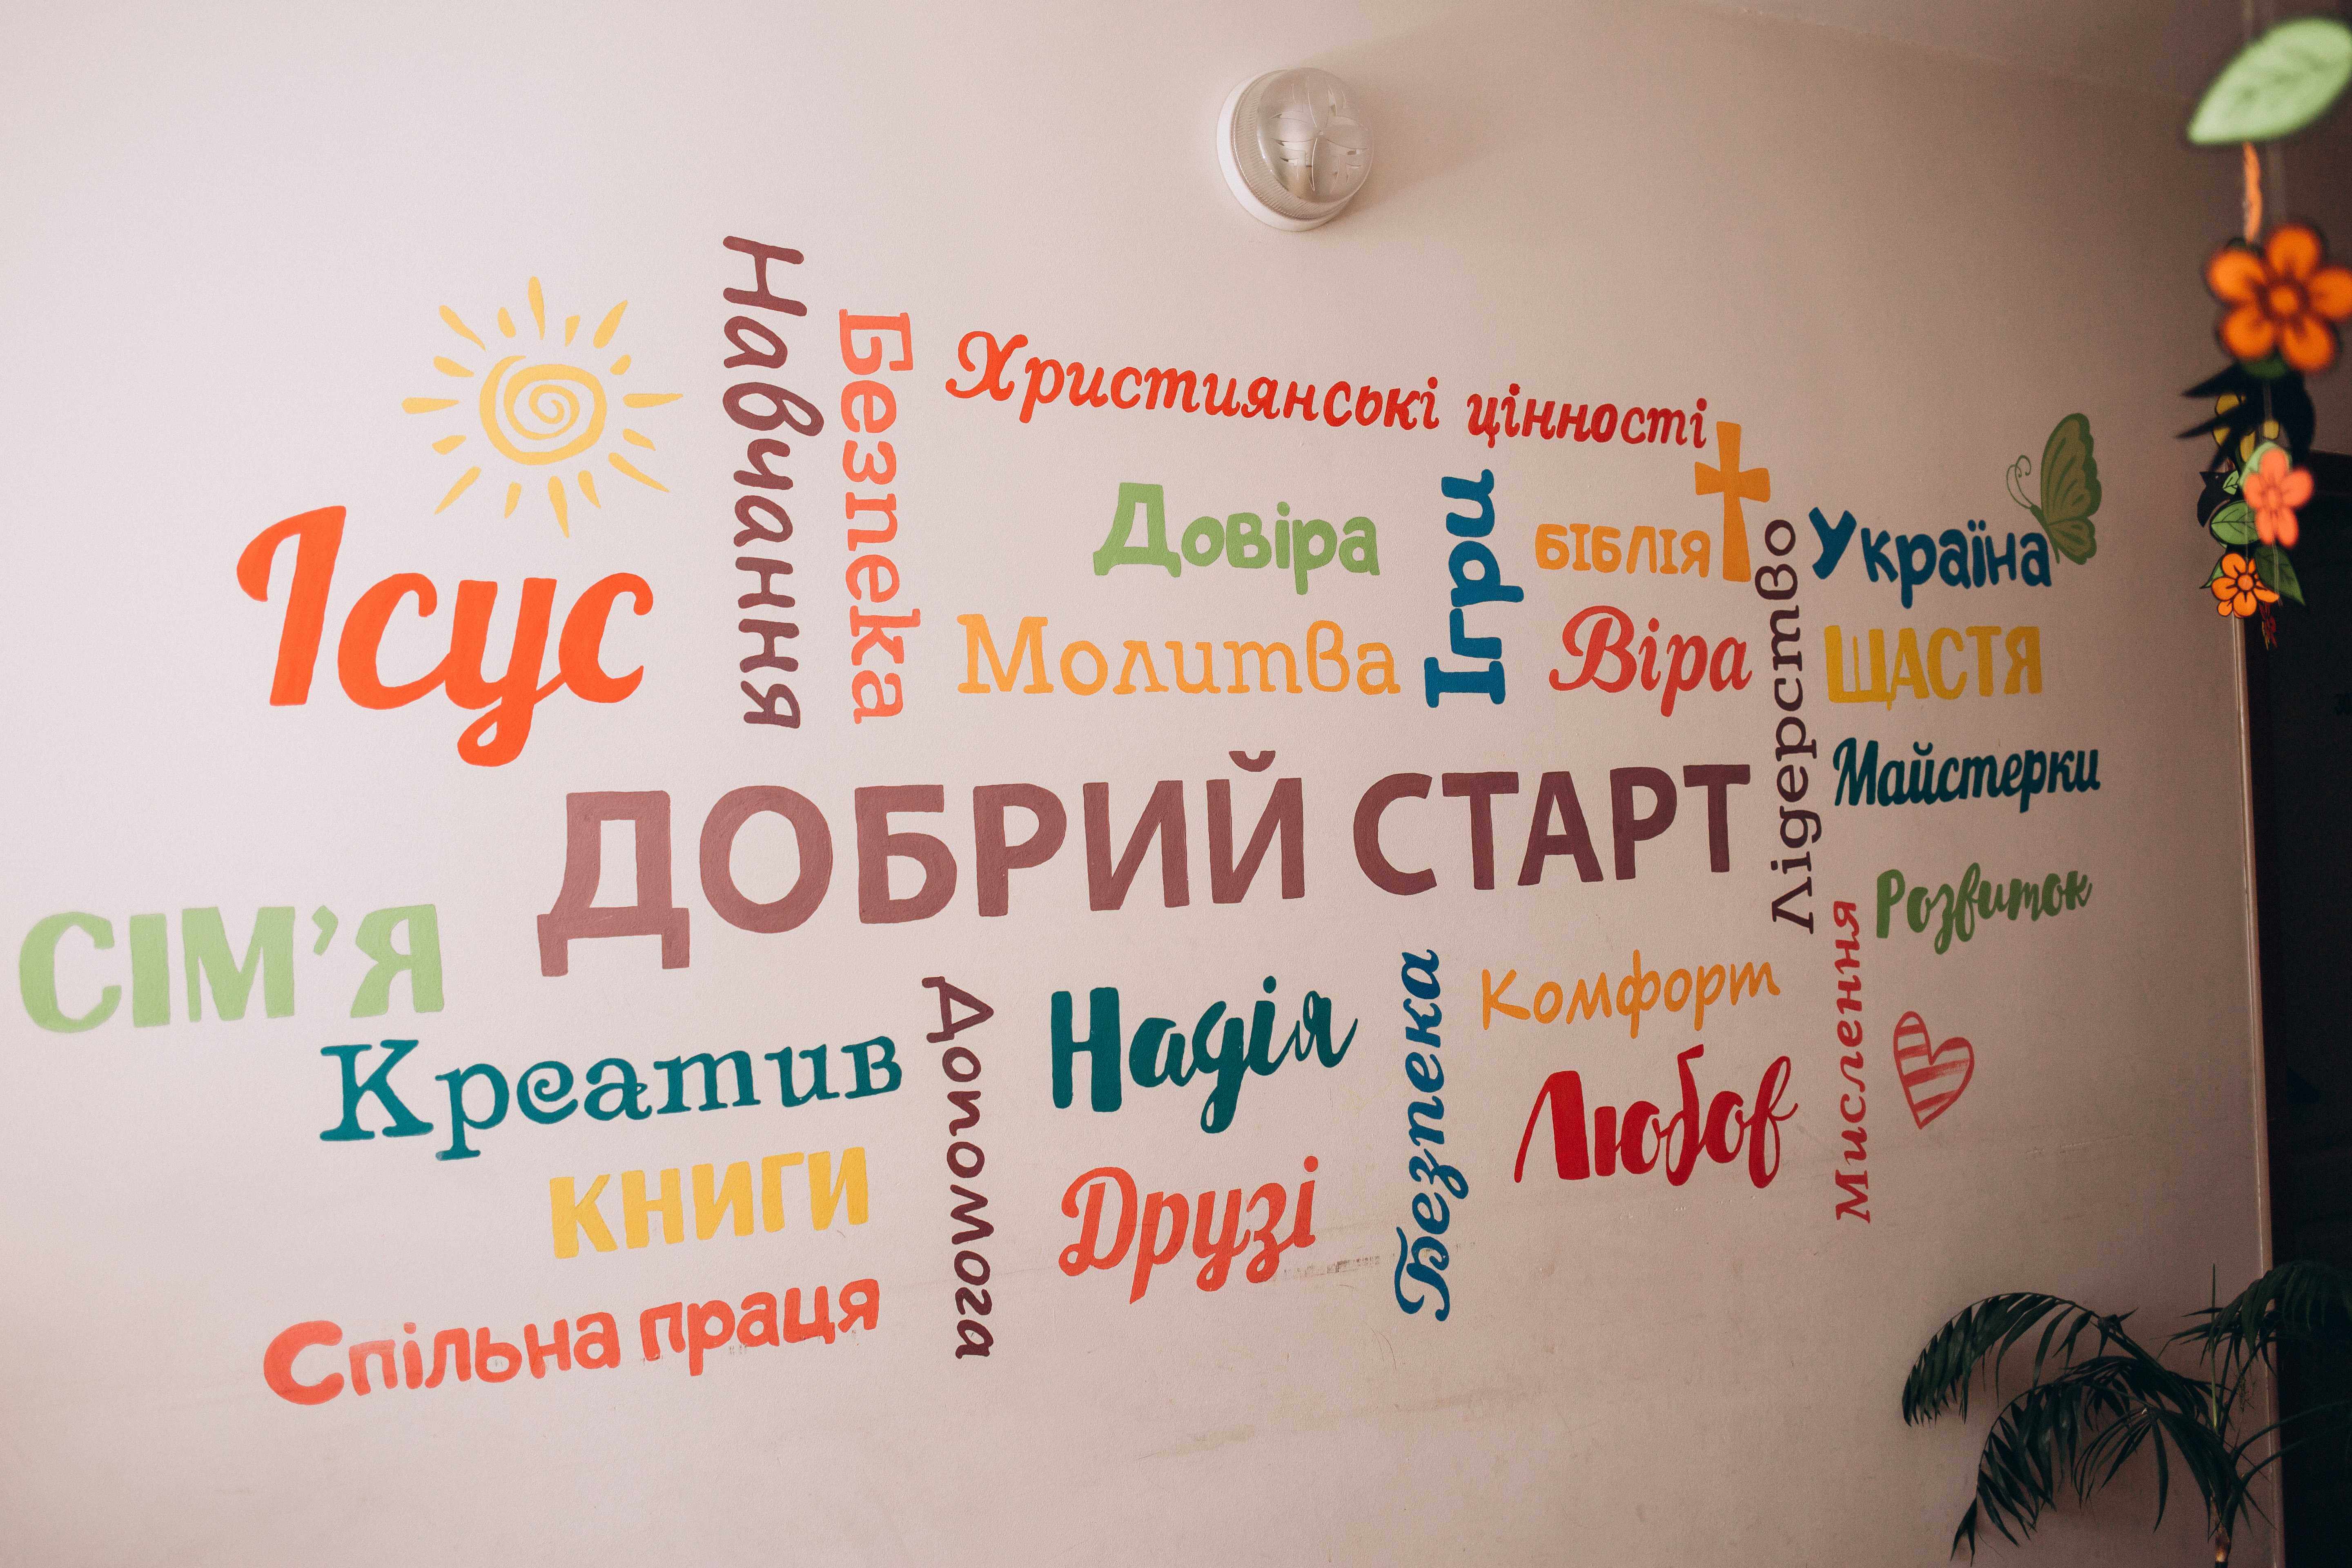 Ісус
Навчання
Безпека
Християнські цінності
Довіра
Ігри
БІБЛІЯ
Україна
Молитва
Віра
Лідерство
ЩАСТЯ
Майстерки
ДОБРИЙ СТАРТ
Розвиток
СІМ'Я
Креатив
Допомога
Надія
Безпека
Комфорт
Мислення
КНИГИ
Друзі
Любов
Спільна праця